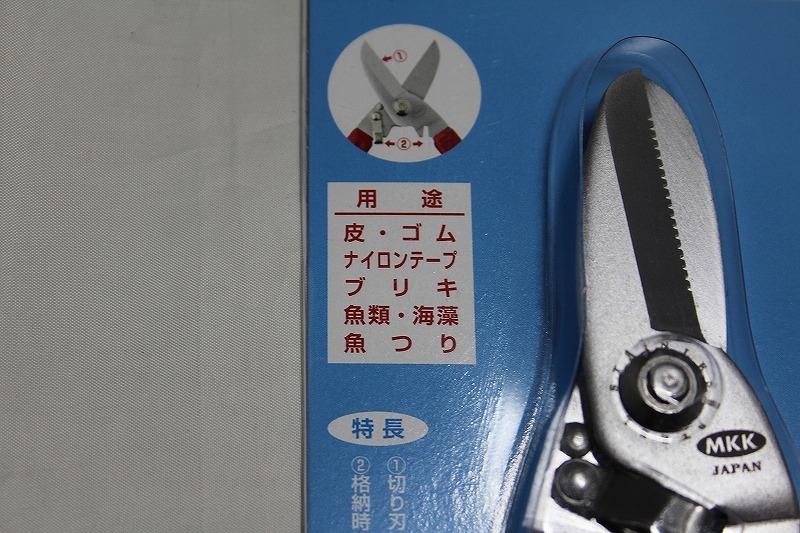 ①
②
用 途
皮・ゴム
ナイロンテープ
ブリキ
魚類・海藻
魚つり
特長
①切り刃
②格納時
STAINLESS
MKK
JAPAN